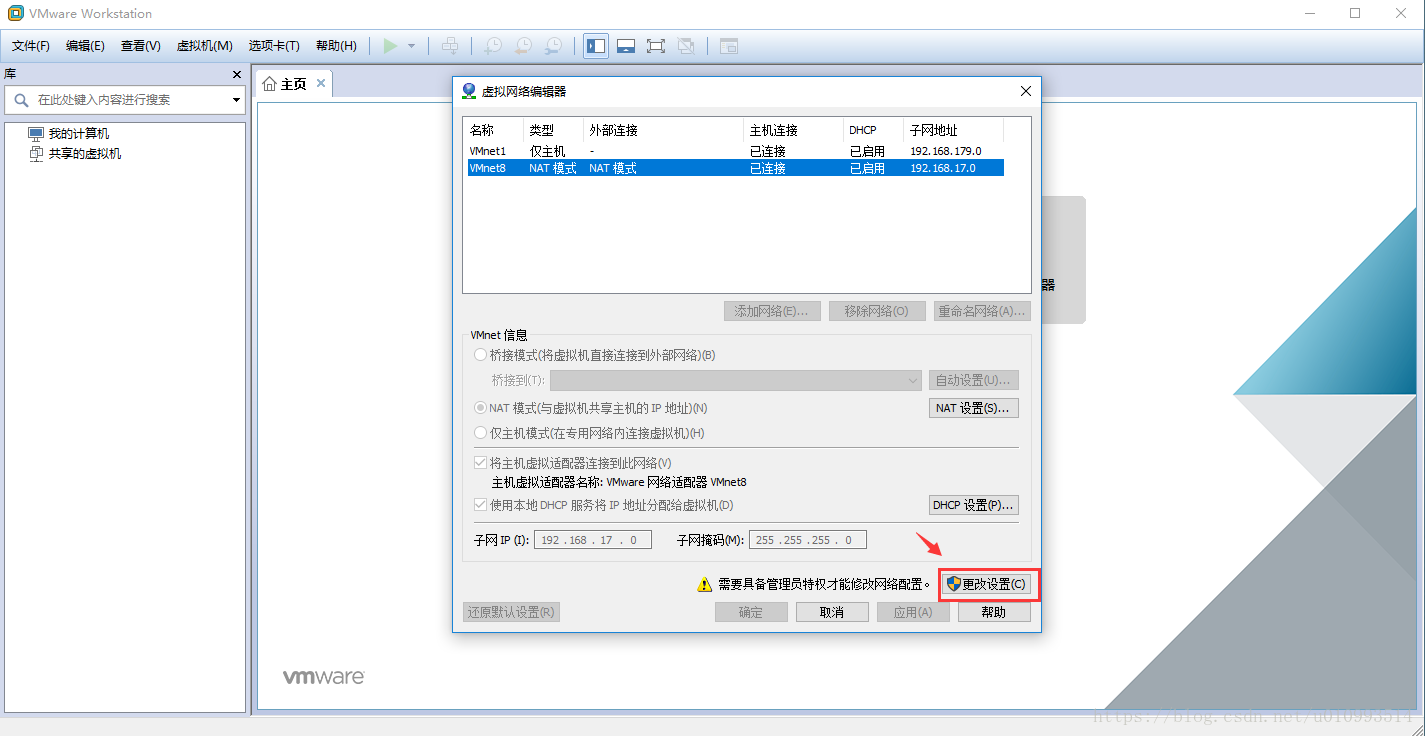 VMware Workstation
文件(F) 编辑(E) 查看(V) 虚拟机(M) 选项卡(T) 帮助(H)
库
在此处键入内容进行搜索
我的计算机
共享的虚拟机
主页
虚拟网络编辑器
名称 类型 外部连接 主机连接 DHCP 子网地址
VMnet1 仅主机 - 已连接 已启用 192.168.179.0
VMnet8 NAT 模式 NAT 模式 已连接 已启用 192.168.17.0
器
添加网络(E)... 移除网络(O) 重命名网络(A)...
VMnet 信息
桥接模式(将虚拟机直接连接到外部网络)(B)
桥接到(T): 自动设置(U)...
NAT 模式(与虚拟机共享主机的 IP 地址)(N) NAT 设置(S)...
仅主机模式(在专用网络内连接虚拟机)(H)
将主机虚拟适配器连接到此网络(V)
主机虚拟适配器名称: VMware 网络适配器 VMnet8
使用本地 DHCP 服务将 IP 地址分配给虚拟机(D) DHCP 设置(P)...
子网 IP (I): 192 . 168 . 17 . 0 子网掩码(M): 255 . 255 . 255 . 0
需要具备管理员特权才能修改网络配置。 更改设置(C)
还原默认设置(R) 确定 取消 应用(A) 帮助
vmware
https://blog.csdn.net/u010993514